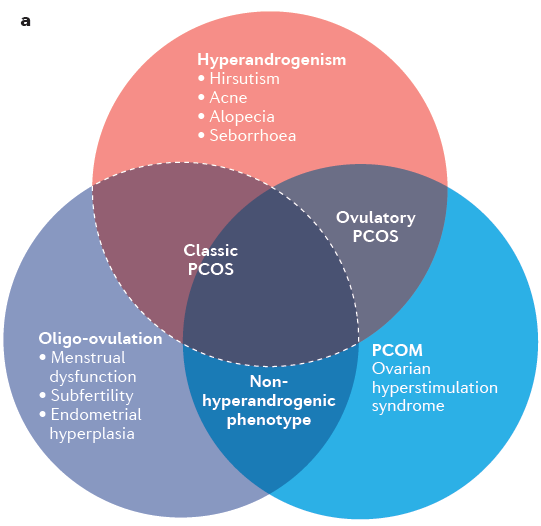 a
Hyperandrogenism
• Hirsutism
• Acne
• Alopecia
• Seborrhoea
Ovulatory
PCOS
Classic
PCOS
Oligo-ovulation
• Menstrual
dysfunction
• Subfertility
• Endometrial
hyperplasia
Non-
hyperandrogenic
phenotype
PCOM
Ovarian
hyperstimulation
syndrome